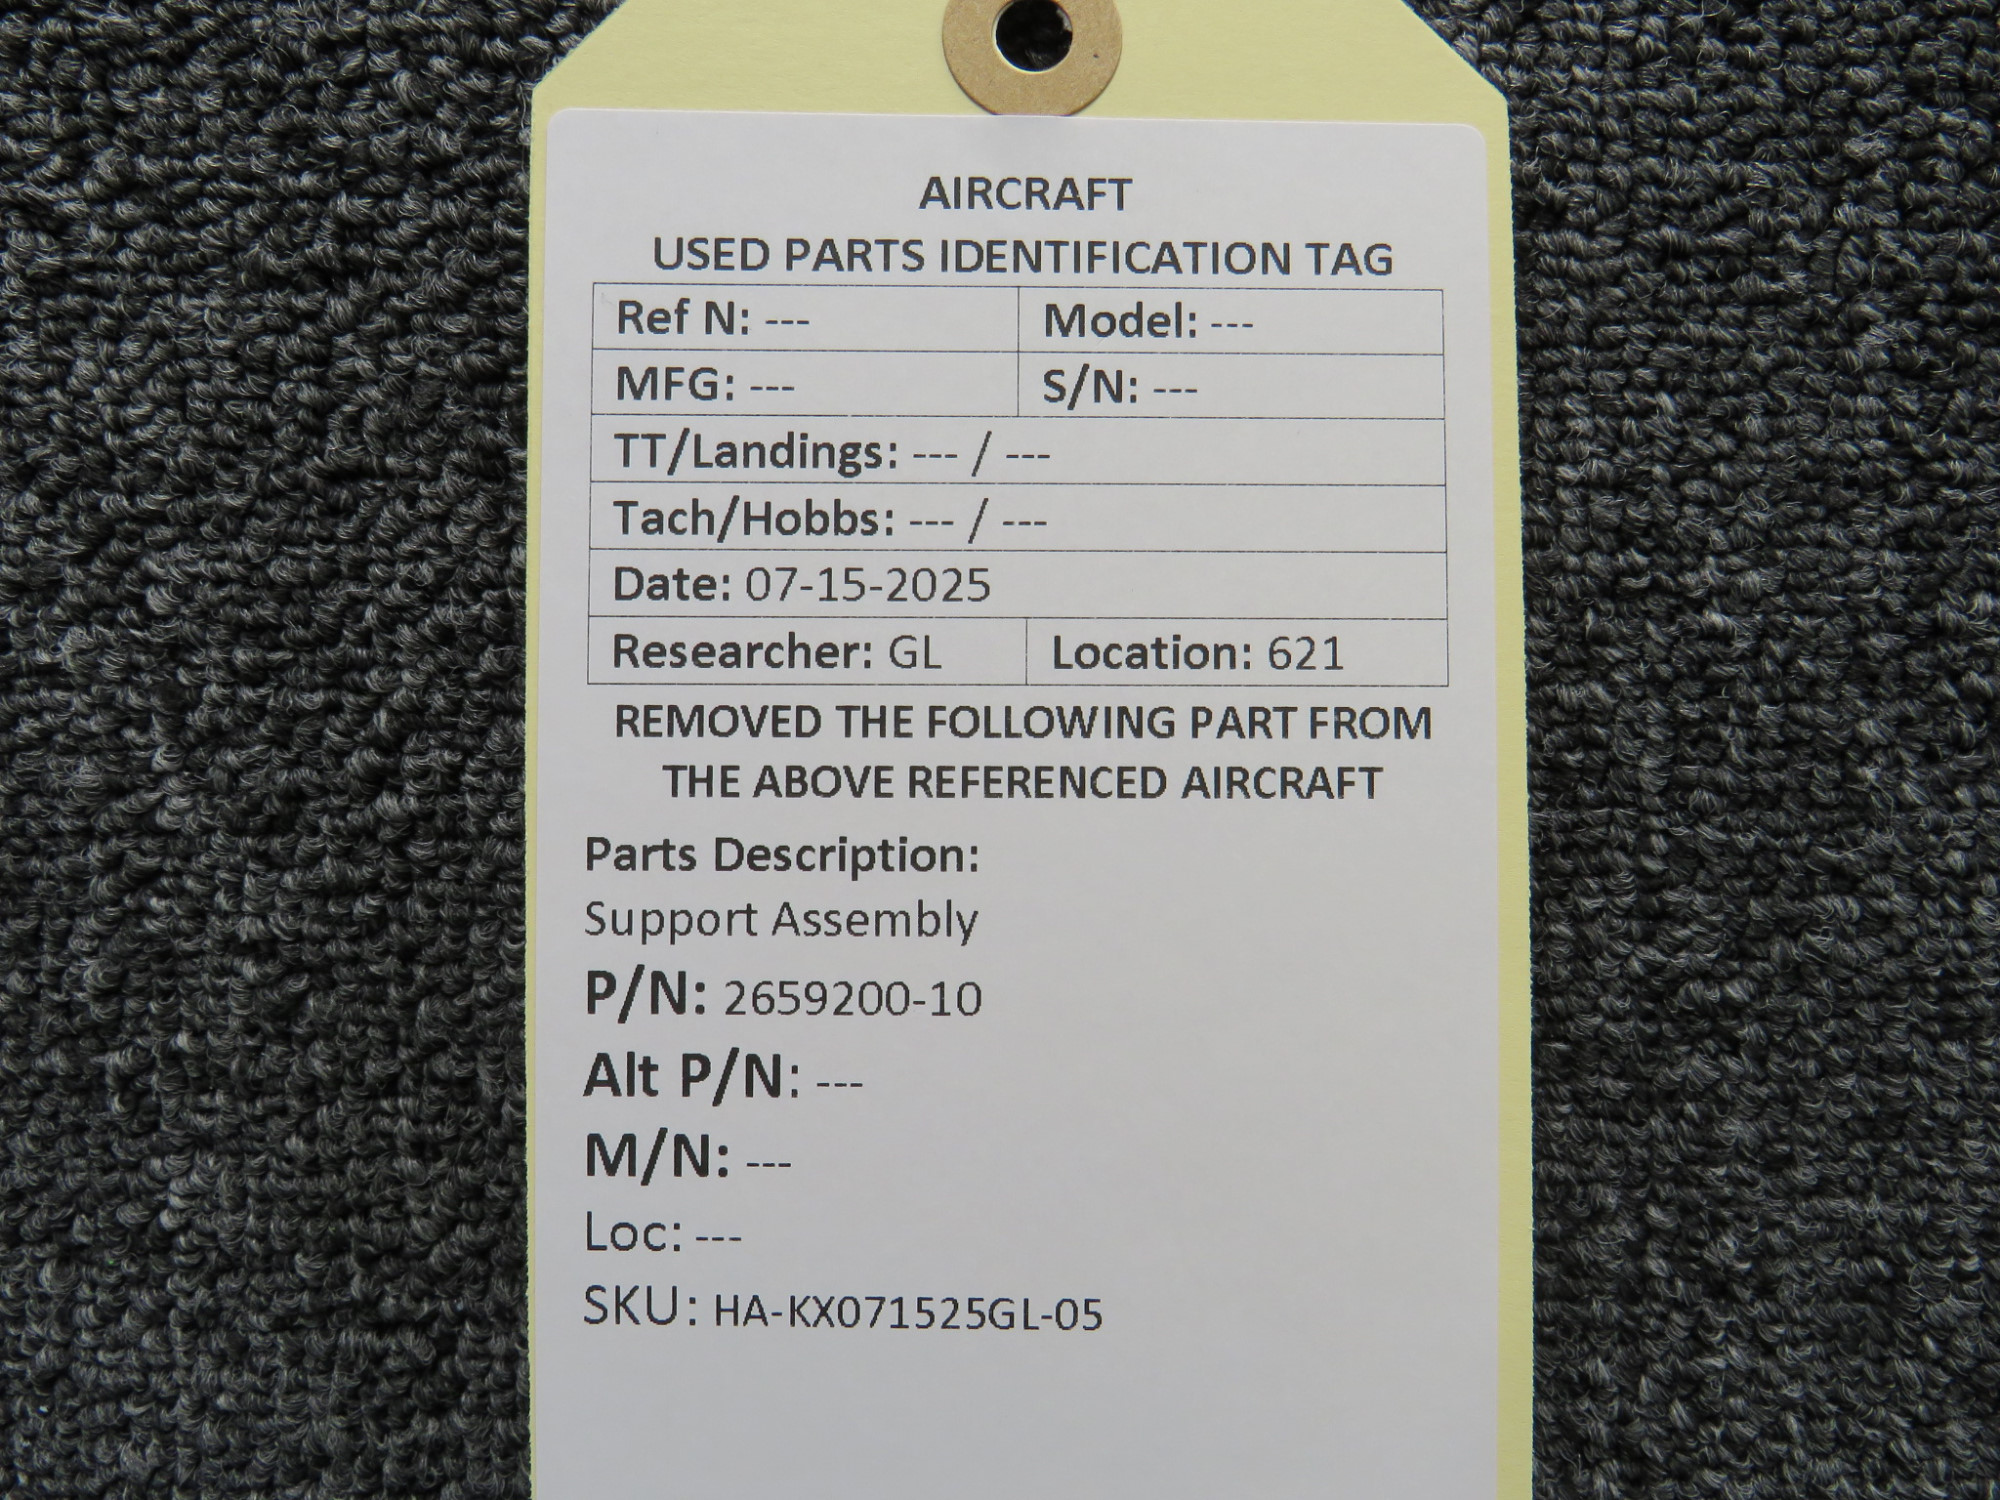 AIRCRAFT
USED PARTS IDENTIFICATION TAG
Ref N: --- Model: ---
MFG: --- S/N: ---
TT/Landings: --- / ---
Tach/Hobbs: --- / ---
Date: 07-15-2025
Researcher: GL Location: 621
REMOVED THE FOLLOWING PART FROM
THE ABOVE REFERENCED AIRCRAFT
Parts Description:
Support Assembly
P/N: 2659200-10
Alt P/N: ---
M/N: ---
Loc: ---
SKU: HA-KX071525GL-05